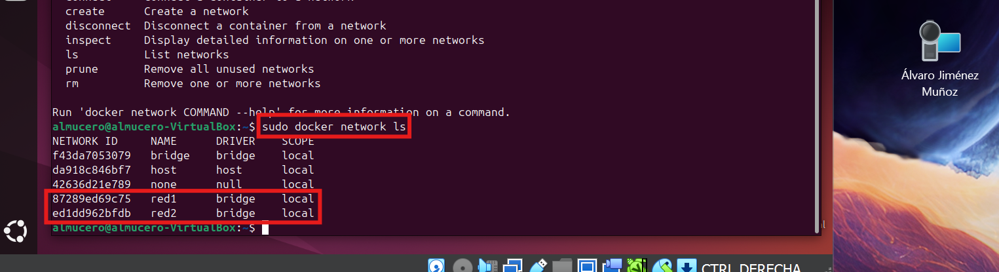 create      Create a network
disconnect  Disconnect a container from a network
inspect     Display detailed information on one or more networks
ls          List networks
prune       Remove all unused networks
rm          Remove one or more networks
Run 'docker network COMMAND --help' for more information on a command.
almucero@almucero-VirtualBox:~$ sudo docker network ls
NETWORK ID     NAME      DRIVER    SCOPE
f43da7053079   bridge    bridge    local
da918c846bf7   host      host      local
42636d21e789   none      null      local
87289ed69c75   red1      bridge    local
ed1dd962bfdb   red2      bridge    local
almucero@almucero-VirtualBox:~$
Álvaro Jiménez
Muñoz
CTRL DERECHA